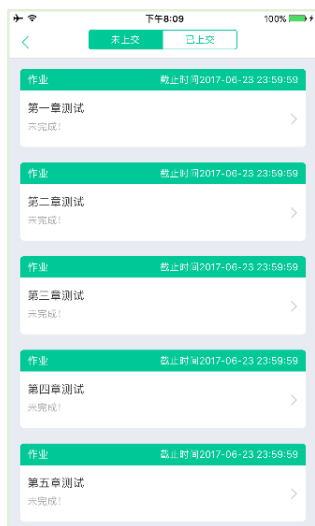 下午8:09 100%
未上交 已上交
作业 截止时间2017-06-23 23:59:59
第一章测试
未完成!
作业 截止时间2017-06-23 23:59:59
第二章测试
未完成!
作业 截止时间2017-06-23 23:59:59
第三章测试
未完成!
作业 截止时间2017-06-23 23:59:59
第四章测试
未完成!
作业 截止时间2017-06-23 23:59:59
第五章测试
未完成!